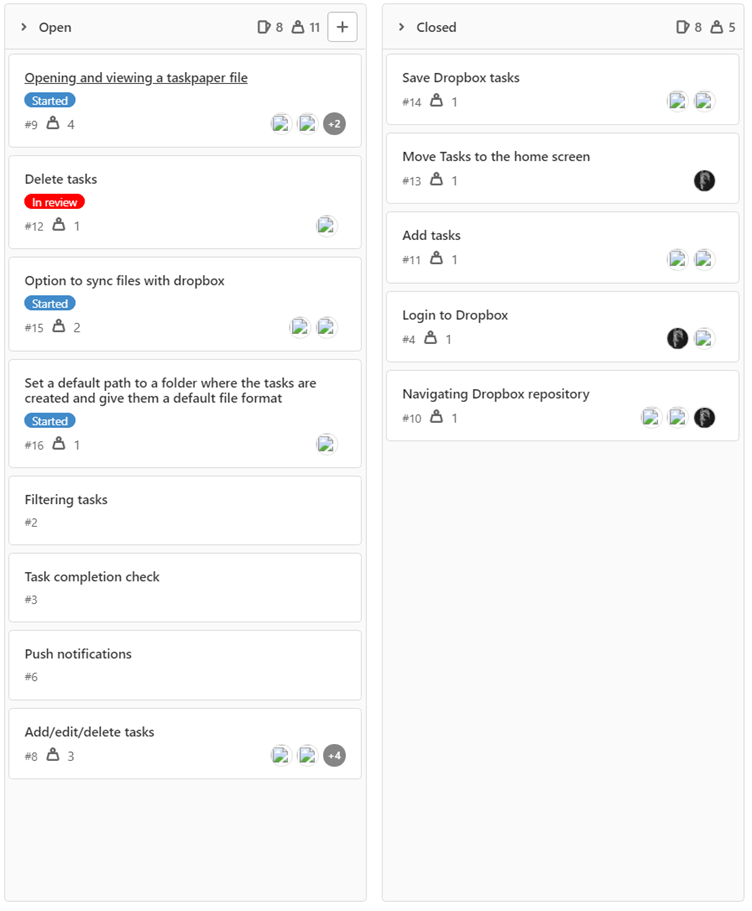 Open 8 11 +
Opening and viewing a taskpaper file
Started
#9 4 +2
Delete tasks
In review
#12 1
Option to sync files with dropbox
Started
#15 2
Set a default path to a folder where the tasks are
created and give them a default file format
Started
#16 1
Filtering tasks
#2
Task completion check
#3
Push notifications
#6
Add/edit/delete tasks
#8 3 +4
Closed 8 5
Save Dropbox tasks
#14 1
Move Tasks to the home screen
#13 1
Add tasks
#11 1
Login to Dropbox
#4 1
Navigating Dropbox repository
#10 1